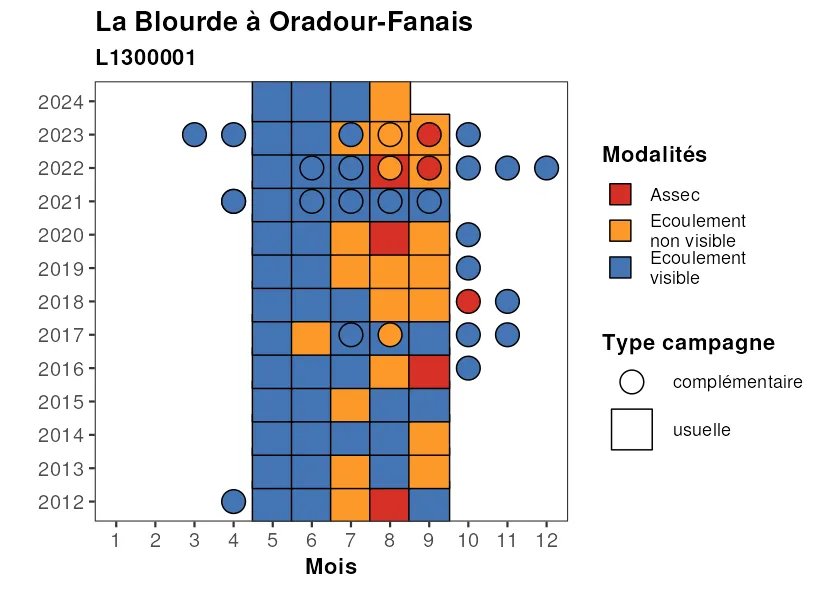 La Blourde à Oradour-Fanais
L1300001
2024
2023
2022
2021
2020
2019
2018
2017
2016
2015
2014
2013
2012
1 2 3 4 5 6 7 8 9 10 11 12
Mois
Modalités
Assec
Ecoulement
non visible
Ecoulement
visible
Type campagne
complémentaire
usuelle